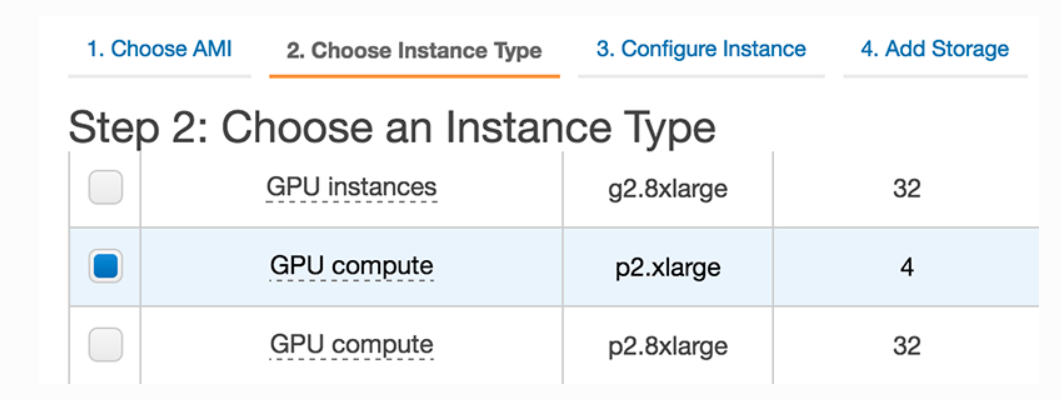 1. Choose AMI 2. Choose Instance Type 3. Configure Instance 4. Add Storage
Step 2: Choose an Instance Type
GPU instances g2.8xlarge 32
GPU compute p2.xlarge 4
GPU compute p2.8xlarge 32